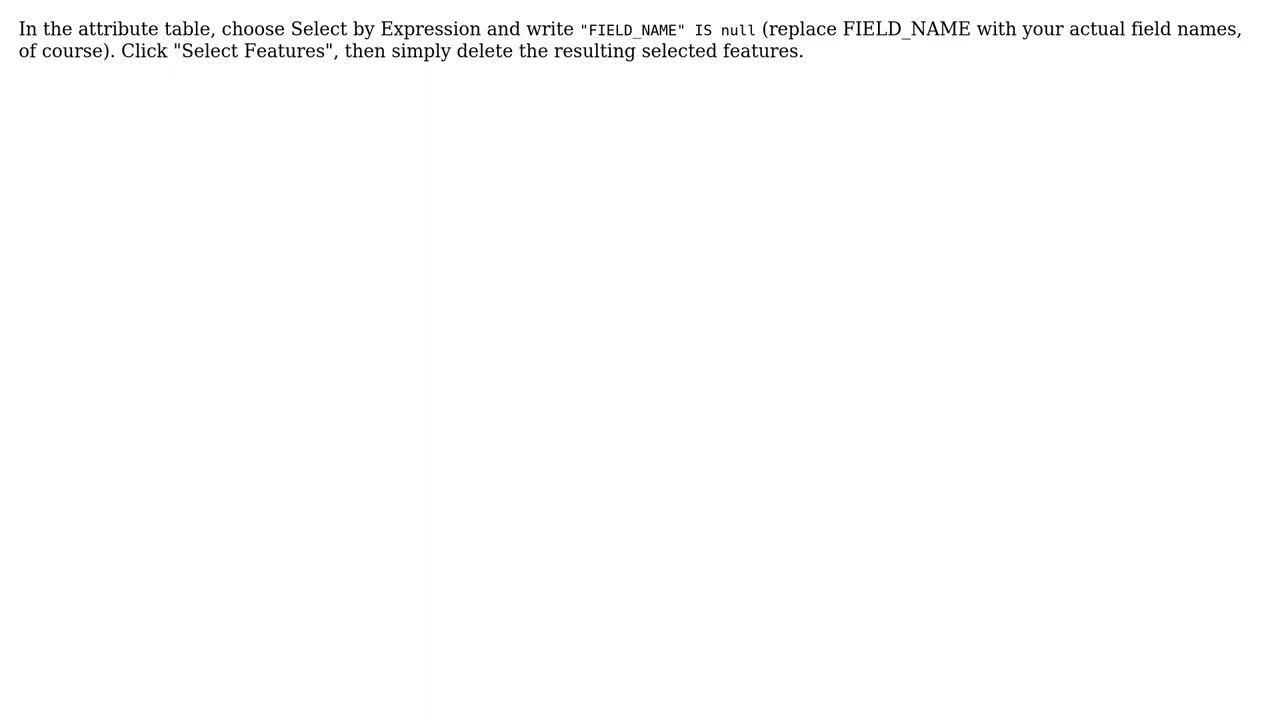 In the attribute table, choose Select by Expression and write "FIELD_NAME" IS null (replace FIELD_NAME with your actual field names,
of course). Click "Select Features", then simply delete the resulting selected features.